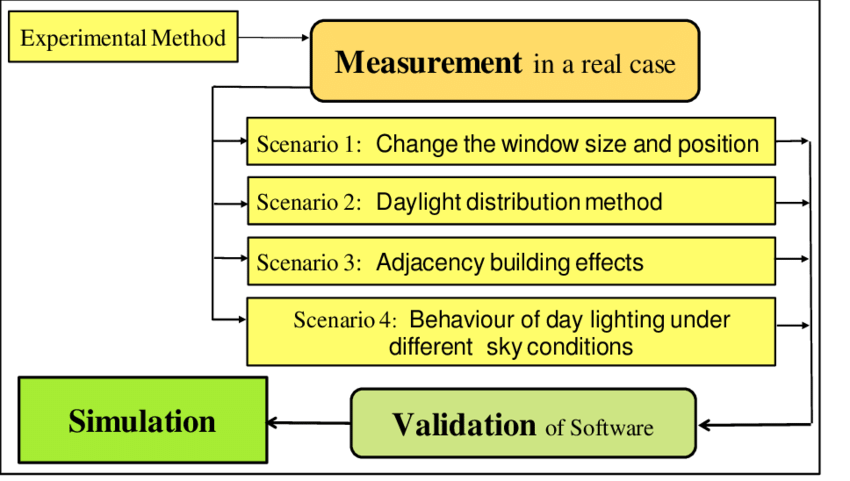 Experimental Method
Measurement in a real case
Scenario 1: Change the window size and position
Scenario 2: Daylight distribution method
Scenario 3: Adjacency building effects
Scenario 4: Behaviour of day lighting under
different sky conditions
Simulation
Validation of Software